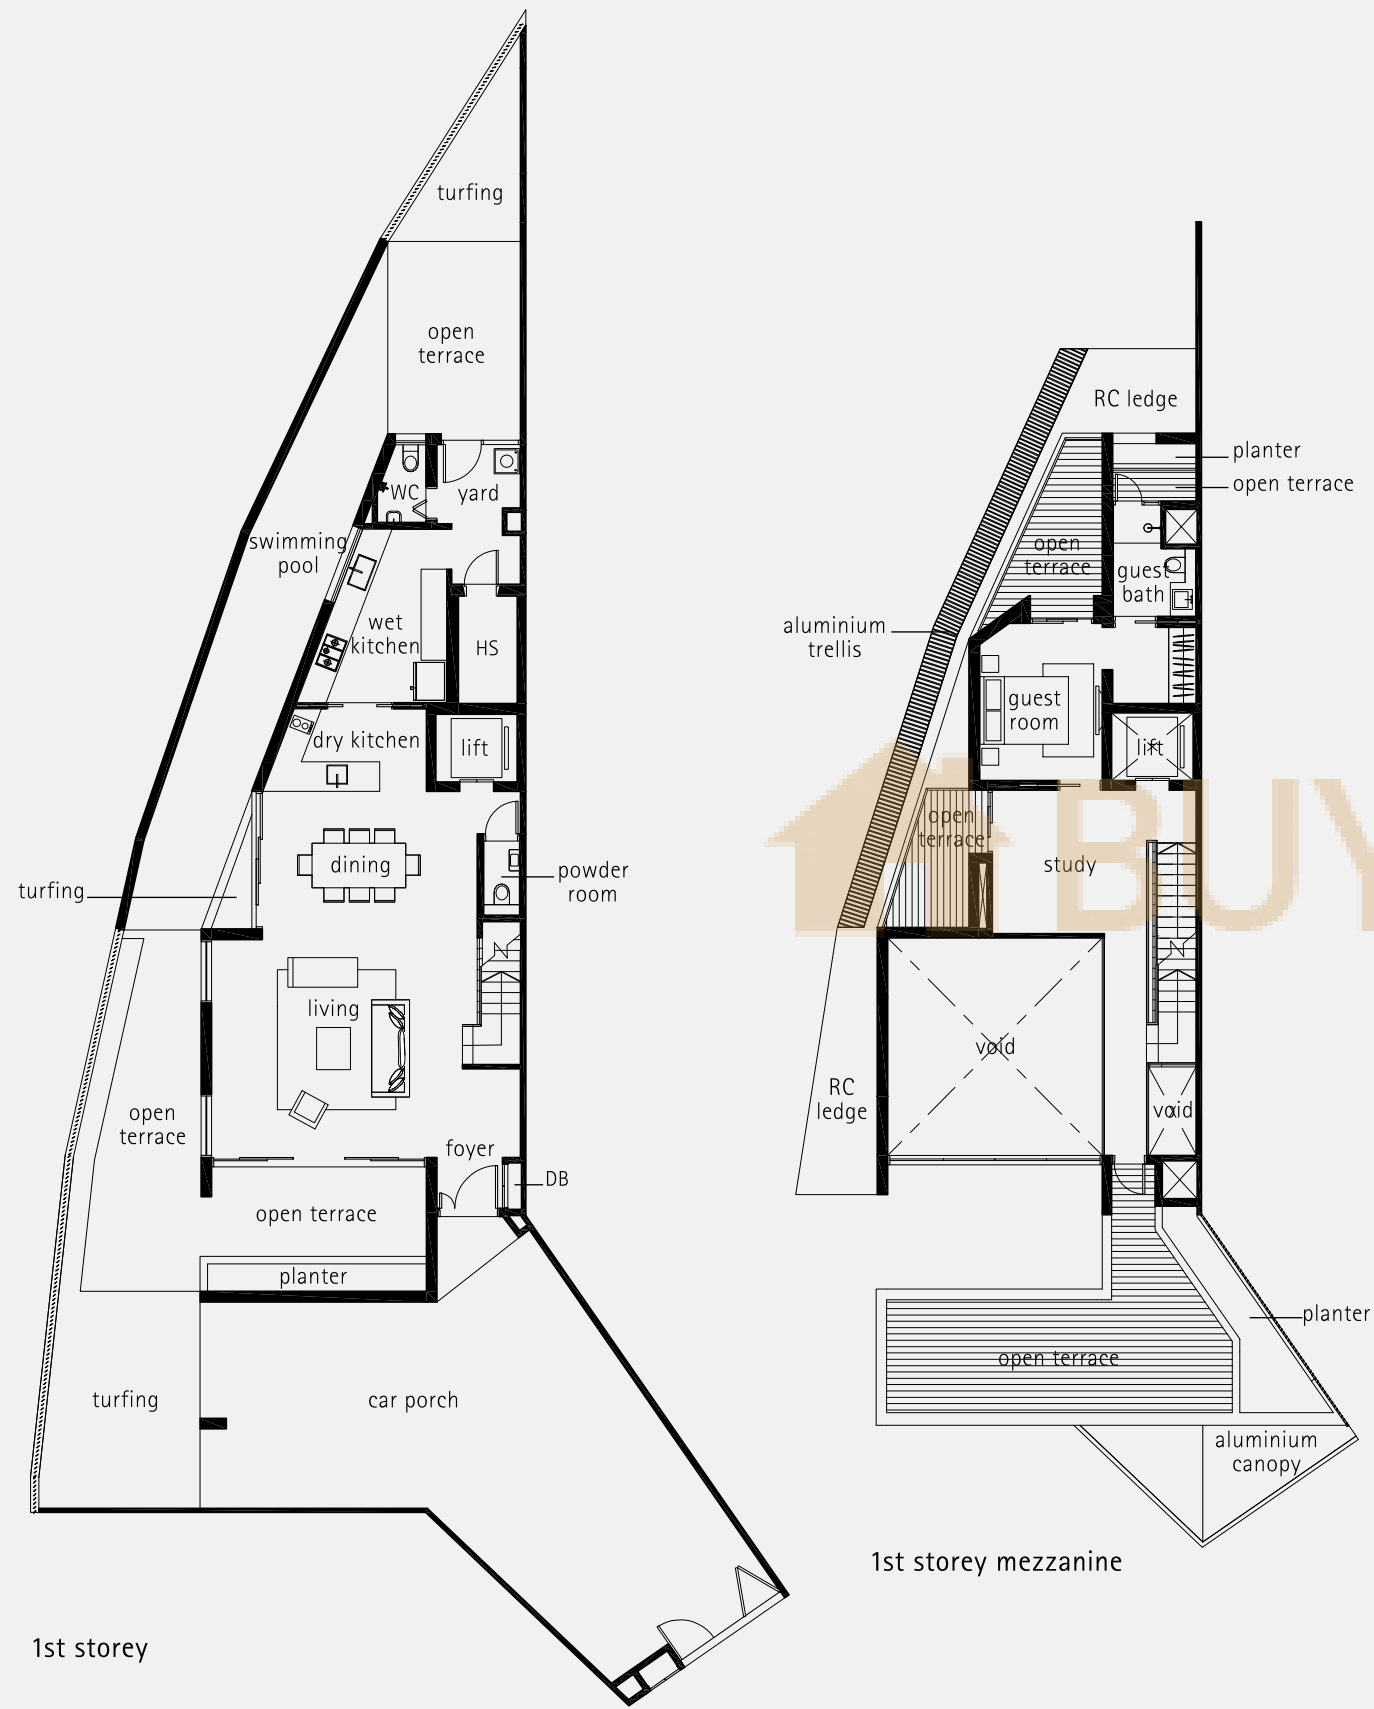 turfing
open
terrace
WC
yard
swimming
pool
wet
kitchen
HS
dry kitchen
lift
dining
powder
room
turfing
living
open
terrace
foyer
DB
open terrace
planter
turfing
car porch
1st storey
RC ledge
planter
open terrace
open
terrace
guest
bath
aluminium
trellis
guest
room
lift
open
terrace
study
void
RC
ledge
void
planter
open terrace
aluminium
canopy
1st storey mezzanine
BUY